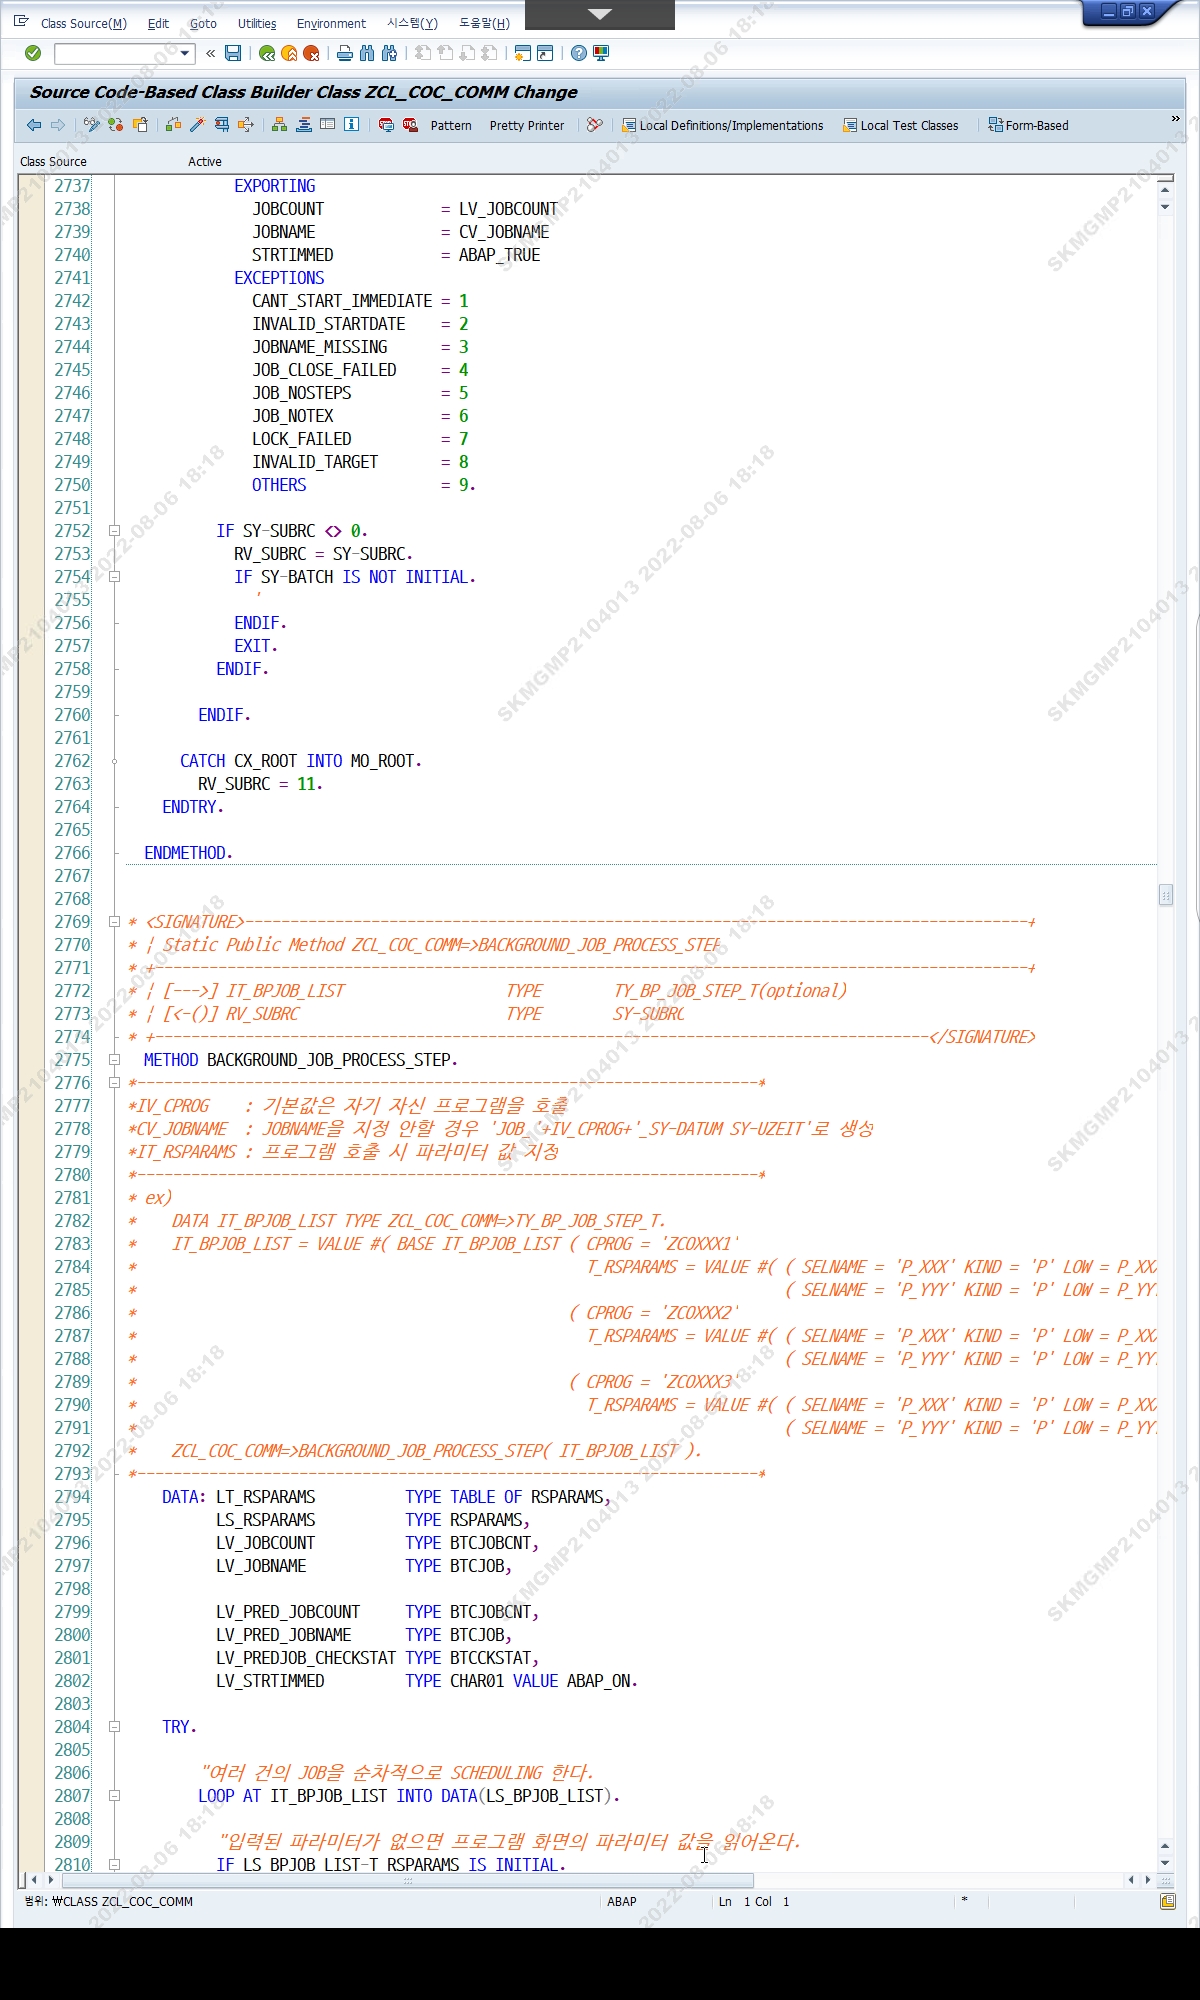 Class Source(M) Edit Goto Utilities Environment 시스템(Y) 도움말(H)
Source Code-Based Class Builder Class ZCL_COC_COMM Change
Pattern Pretty Printer Local Definitions/Implementations Local Test Classes Form-Based
Class Source Active
2737 EXPORTING
2738 JOBCOUNT = LV_JOBCOUNT
2739 JOBNAME = CV_JOBNAME
2740 STRTIMMED = ABAP_TRUE
2741 EXCEPTIONS
2742 CANT_START_IMMEDIATE = 1
2743 INVALID_STARTDATE = 2
2744 JOBNAME_MISSING = 3
2745 JOB_CLOSE_FAILED = 4
2746 JOB_NOSTEPS = 5
2747 JOB_NOTEX = 6
2748 LOCK_FAILED = 7
2749 INVALID_TARGET = 8
2750 OTHERS = 9.
2751
2752 IF SY-SUBRC <> 0.
2753 RV_SUBRC = SY-SUBRC.
2754 IF SY-BATCH IS NOT INITIAL.
2755 '
2756 ENDIF.
2757 EXIT.
2758 ENDIF.
2759
2760 ENDIF.
2761
2762 CATCH CX_ROOT INTO MO_ROOT.
2763 RV_SUBRC = 11.
2764 ENDTRY.
2765
2766 ENDMETHOD.
2767
2768
2769 * <SIGNATURE>---------------------------------------------------------------------------------------+
2770 * | Static Public Method ZCL_COC_COMM=>BACKGROUND_JOB_PROCESS_STEP
2771 * +-------------------------------------------------------------------------------------------------+
2772 * | [--->] IT_BPJOB_LIST TYPE TY_BP_JOB_STEP_T(optional)
2773 * | [<-()] RV_SUBRC TYPE SY-SUBRC
2774 * +--------------------------------------------------------------------------------------</SIGNATURE>
2775 METHOD BACKGROUND_JOB_PROCESS_STEP.
2776 *---------------------------------------------------------------------*
2777 *IV_CPROG : 기본값은 자기 자신 프로그램을 호출
2778 *CV_JOBNAME : JOBNAME을 지정 안할 경우 'JOB_'+IV_CPROG+'_SY-DATUM SY-UZEIT'로 생성
2779 *IT_RSPARAMS : 프로그램 호출 시 파라미터 값 지정
2780 *---------------------------------------------------------------------*
2781 * ex)
2782 * DATA IT_BPJOB_LIST TYPE ZCL_COC_COMM=>TY_BP_JOB_STEP_T.
2783 * IT_BPJOB_LIST = VALUE #( BASE IT_BPJOB_LIST ( CPROG = 'ZCOXXX1'
2784 * T_RSPARAMS = VALUE #( ( SELNAME = 'P_XXX' KIND = 'P' LOW = P_XX
2785 * ( SELNAME = 'P_YYY' KIND = 'P' LOW = P_YY
2786 * ( CPROG = 'ZCOXXX2'
2787 * T_RSPARAMS = VALUE #( ( SELNAME = 'P_XXX' KIND = 'P' LOW = P_XX
2788 * ( SELNAME = 'P_YYY' KIND = 'P' LOW = P_YY
2789 * ( CPROG = 'ZCOXXX3'
2790 * T_RSPARAMS = VALUE #( ( SELNAME = 'P_XXX' KIND = 'P' LOW = P_XX
2791 * ( SELNAME = 'P_YYY' KIND = 'P' LOW = P_YY
2792 * ZCL_COC_COMM=>BACKGROUND_JOB_PROCESS_STEP( IT_BPJOB_LIST ).
2793 *---------------------------------------------------------------------*
2794 DATA: LT_RSPARAMS TYPE TABLE OF RSPARAMS,
2795 LS_RSPARAMS TYPE RSPARAMS,
2796 LV_JOBCOUNT TYPE BTCJOBCNT,
2797 LV_JOBNAME TYPE BTCJOB,
2798
2799 LV_PRED_JOBCOUNT TYPE BTCJOBCNT,
2800 LV_PRED_JOBNAME TYPE BTCJOB,
2801 LV_PREDJOB_CHECKSTAT TYPE BTCCKSTAT,
2802 LV_STRTIMMED TYPE CHAR01 VALUE ABAP_ON.
2803
2804 TRY.
2805
2806 "여러 건의 JOB을 순차적으로 SCHEDULING 한다.
2807 LOOP AT IT_BPJOB_LIST INTO DATA(LS_BPJOB_LIST).
2808
2809 "입력된 파라미터가 없으면 프로그램 화면의 파라미터 값을 읽어온다.
2810 IF LS_BPJOB_LIST-T_RSPARAMS IS INITIAL.
범위: ₩CLASS ZCL_COC_COMM ABAP Ln 1 Col 1 *
SKMGMP2104013 2022-08-06 18:18